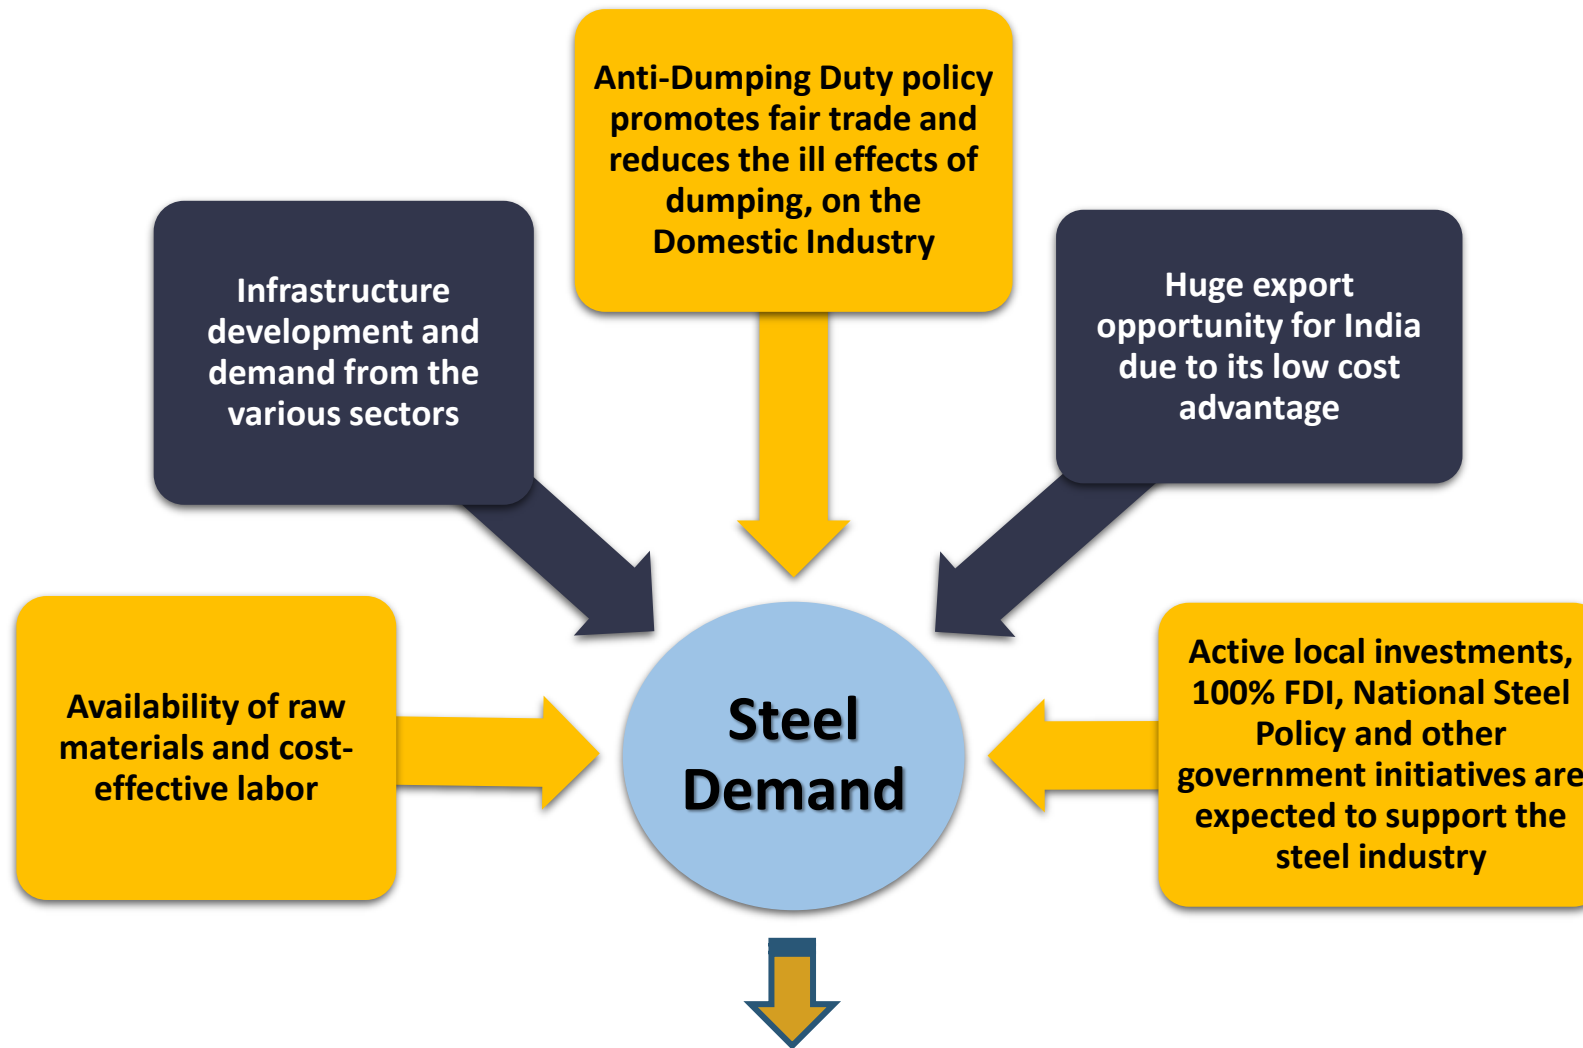 Anti-Dumping Duty policy
promotes fair trade and
reduces the ill effects of
dumping, on the
Domestic Industry
Infrastructure
development and
demand from the
various sectors
Huge export
opportunity for India
due to its low cost
advantage
Availability of raw
materials and cost-
effective labor
Steel
Demand
Active local investments,
100% FDI, National Steel
Policy and other
government initiatives are
expected to support the
steel industry